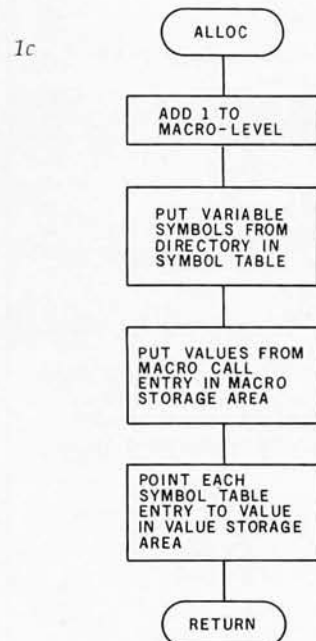 1c
ALLOC
ADD 1 TO
MACRO-LEVEL
PUT VARIABLE
SYMBOLS FROM
DIRECTORY IN
SYMBOL TABLE
PUT VALUES FROM
MACRO CALL
ENTRY IN MACRO
STORAGE AREA
POINT EACH
SYMBOL TABLE
ENTRY TO VALUE
IN VALUE STORAGE
AREA
RETURN